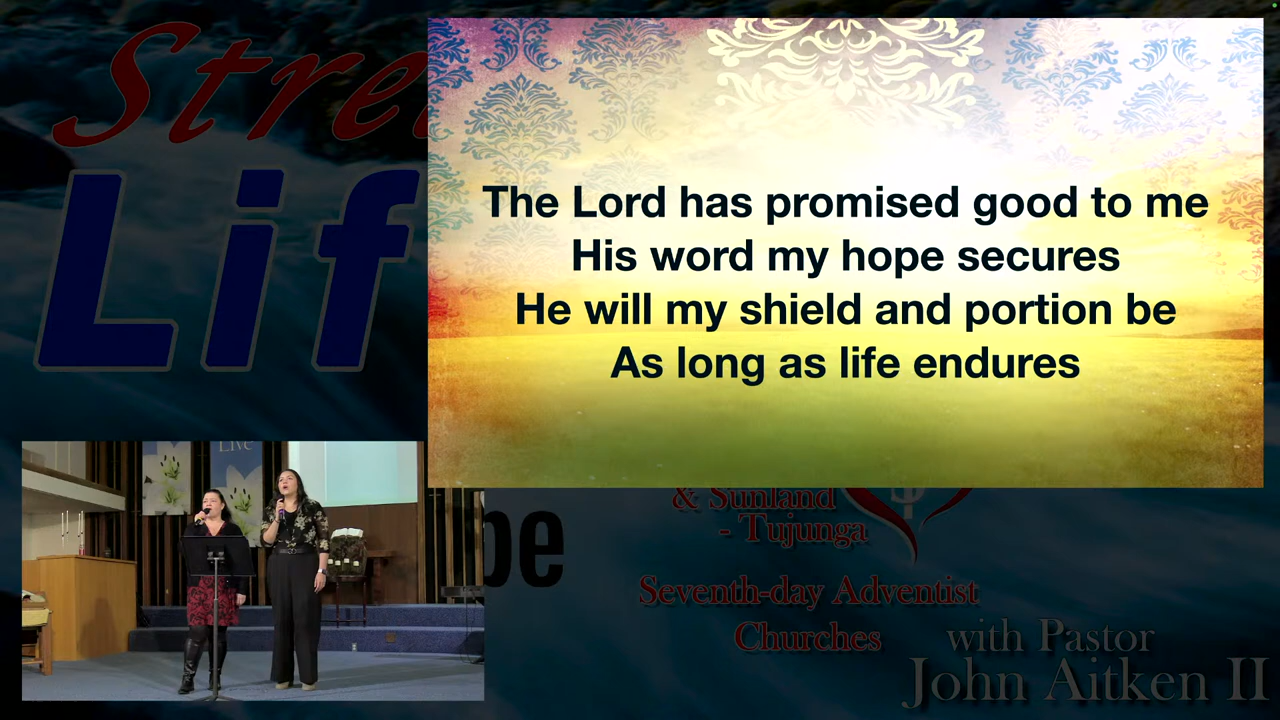 The Lord has promised good to me
His word my hope secures
He will my shield and portion be
As long as life endures
Live
& Sunland
- Tujunga
Seventh-day Adventist
Churches
with Pastor
John Aitken II